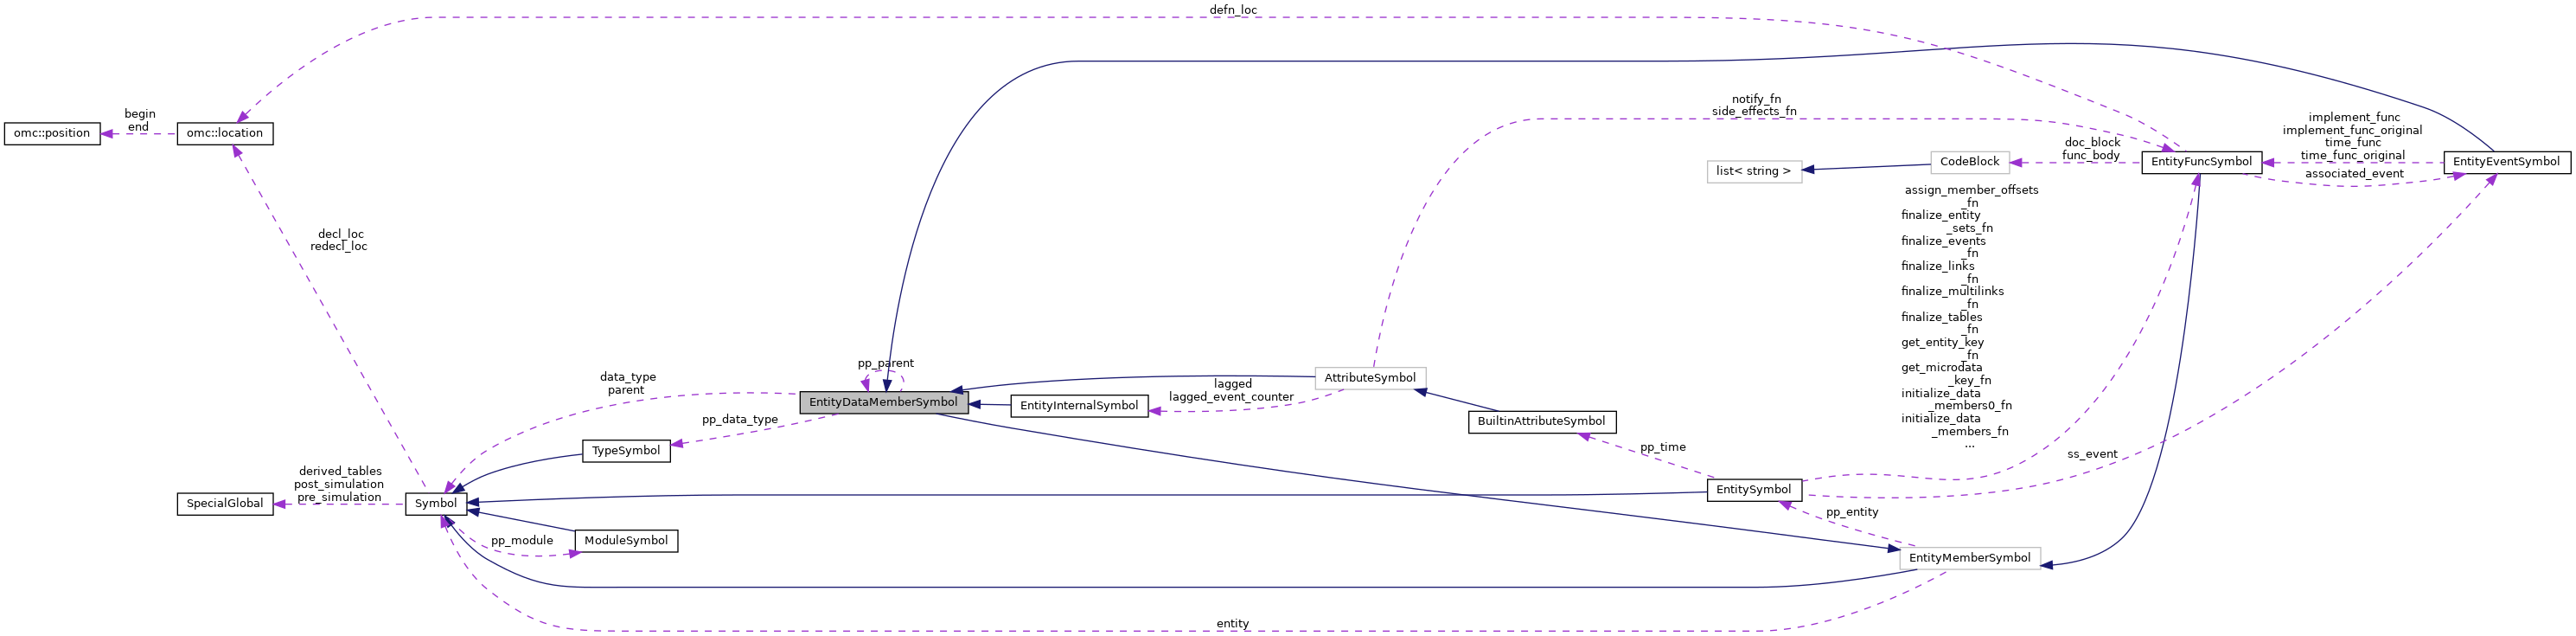 defn_loc
notify_fn
side_effects_fn
begin
end
omc::position
omc::location
implement_func
implement_func_original
time_func
time_func_original
doc_block
func_body
CodeBlock
list< string >
EntityFuncSymbol
EntityEventSymbol
associated_event
assign_member_offsets
_fn
finalize_entity
_sets_fn
finalize_events
_fn
finalize_links
_fn
finalize_multilinks
_fn
finalize_tables
_fn
get_entity_key
_fn
get_microdata
_key_fn
initialize_data
_members0_fn
initialize_data
_members_fn
...
decl_loc
redecl_loc
pp_parent
data_type
parent
EntityDataMemberSymbol
EntityInternalSymbol
lagged
lagged_event_counter
AttributeSymbol
BuiltinAttributeSymbol
pp_data_type
TypeSymbol
pp_time
ss_event
derived_tables
post_simulation
pre_simulation
SpecialGlobal
Symbol
EntitySymbol
pp_module
ModuleSymbol
pp_entity
EntityMemberSymbol
entity